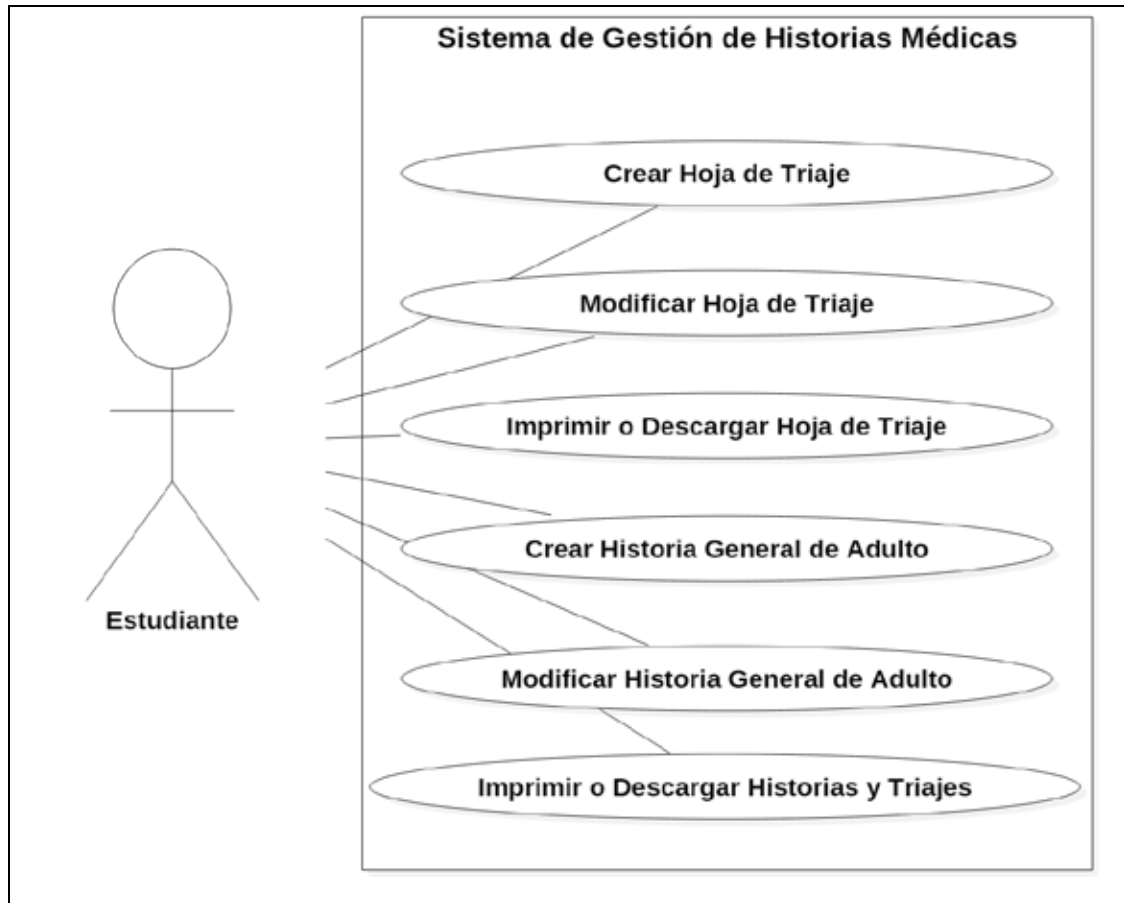 Sistema de Gestión de Historias Médicas
Crear Hoja de Triaje
Modificar Hoja de Triaje
Imprimir o Descargar Hoja de Triaje
Crear Historia General de Adulto
Estudiante
Modificar Historia General de Adulto
Imprimir o Descargar Historias y Triajes